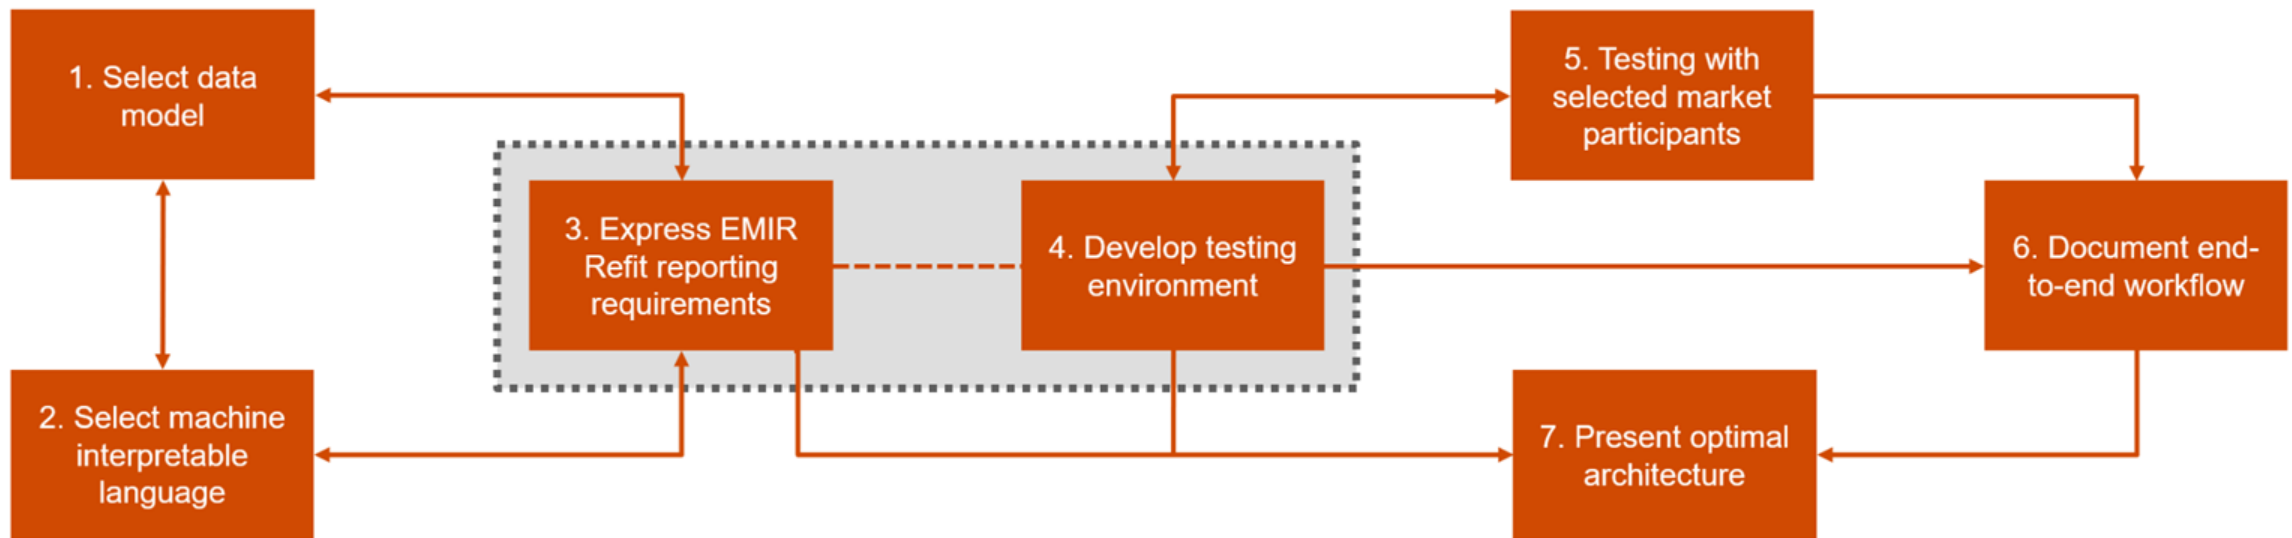 1. Select data
model
2. Select machine
interpretable
language
3. Express EMIR
Refit reporting
requirements
4. Develop testing
environment
5. Testing with
selected market
participants
6. Document end-
to-end workflow
7. Present optimal
architecture